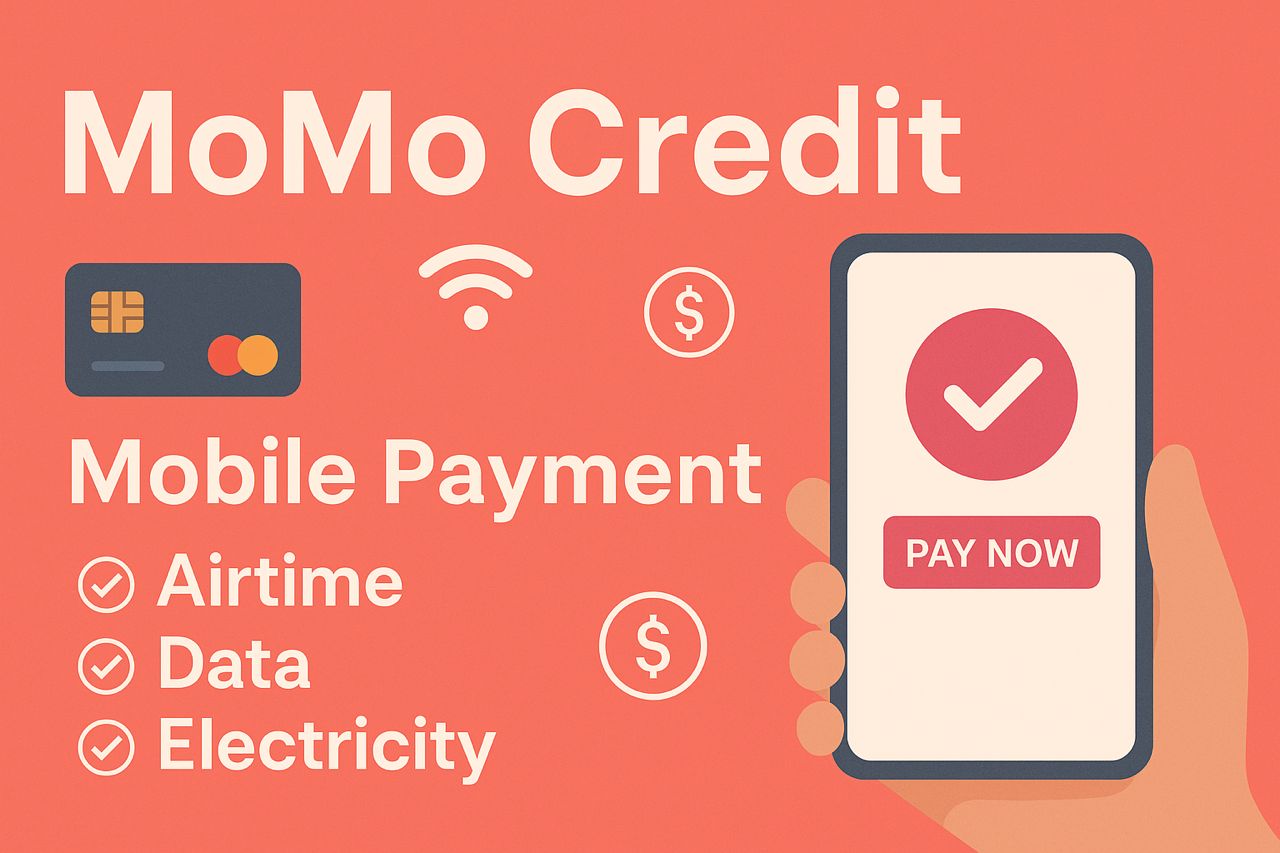 MoMo Credit
$
Mobile Payment
Airtime
Data
Electricity
$
PAY NOW